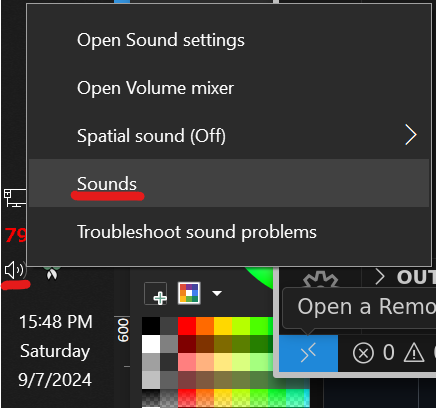 Open Sound settings
Open Volume mixer
Spatial sound (Off)
Sounds
Troubleshoot sound problems
79
15:48 PM
Saturday
9/7/2024
600
OUT
Open a Remo
0